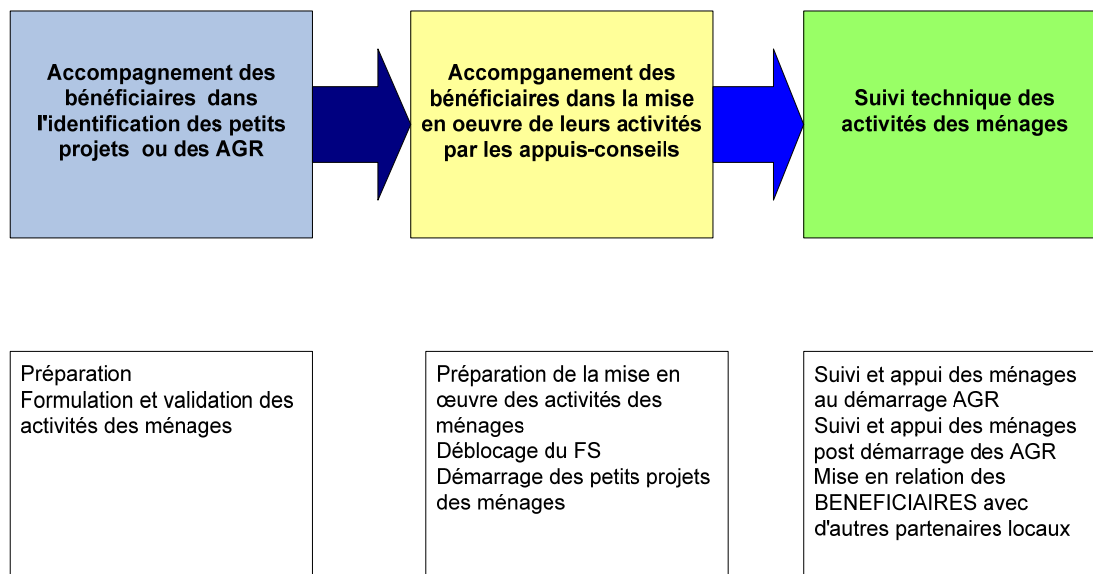 Accompagnement des
bénéficiaires dans
l'identification des petits
projets ou des AGR
Accompganement des
bénéficiaires dans la mise
en oeuvre de leurs activités
par les appuis-conseils
Suivi technique des
activités des ménages
Préparation
Formulation et validation des
activités des ménages
Préparation de la mise en
œuvre des activités des
ménages
Déblocage du FS
Démarrage des petits projets
des ménages
Suivi et appui des ménages
au démarrage AGR
Suivi et appui des ménages
post démarrage des AGR
Mise en relation des
BENEFICIAIRES avec
d'autres partenaires locaux